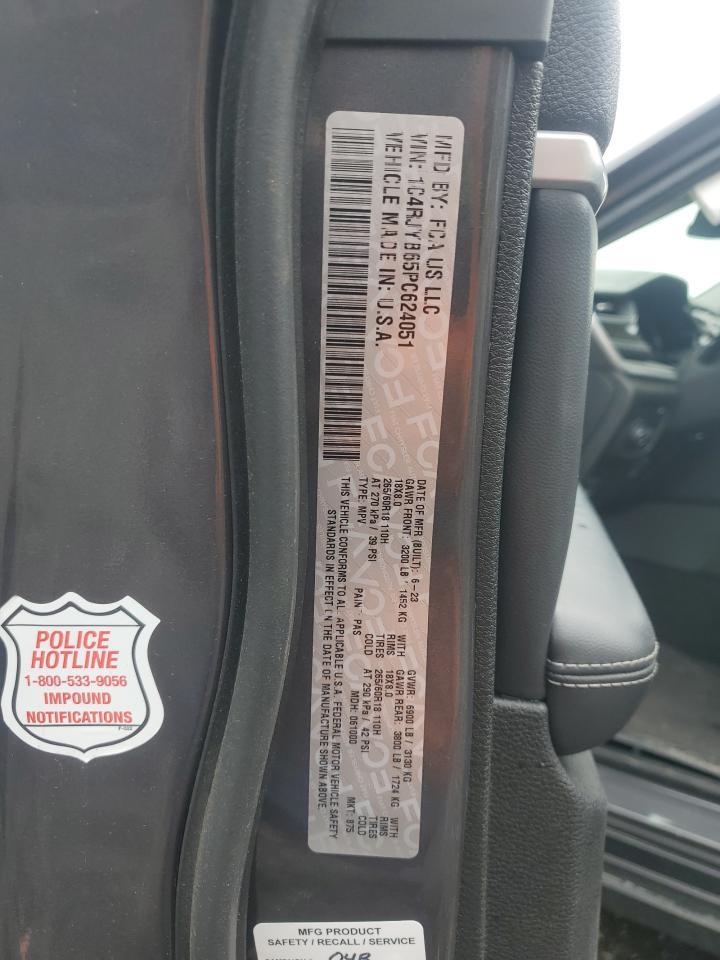 MFD BY: FCA US LLC
VIN: 1C4RJYB65PC624051
VEHICLE MADE IN: U.S.A.
DATE OF MFR (BUILT): 6-23 GVWR: 6900 LB / 3130 KG
GAWR FRONT: 3200 LB / 1452 KG WITH GAWR REAR: 3800 LB / 1724 KG WITH
18X8.0 RIMS 18X8.0 RIMS
265/60R18 110H TIRES 265/60R18 110H TIRES
AT 270 kPa / 39 PSI COLD AT 290 kPa / 42 PSI COLD
TYPE: MPV PAINT: PAS MDH: 061000 MKT: 875
THIS VEHICLE CONFORMS TO ALL APPLICABLE U.S.A. FEDERAL MOTOR VEHICLE SAFETY
STANDARDS IN EFFECT ON THE DATE OF MANUFACTURE SHOWN ABOVE.
POLICE
HOTLINE
1-800-533-9056
IMPOUND
NOTIFICATIONS
MFG PRODUCT
SAFETY / RECALL / SERVICE